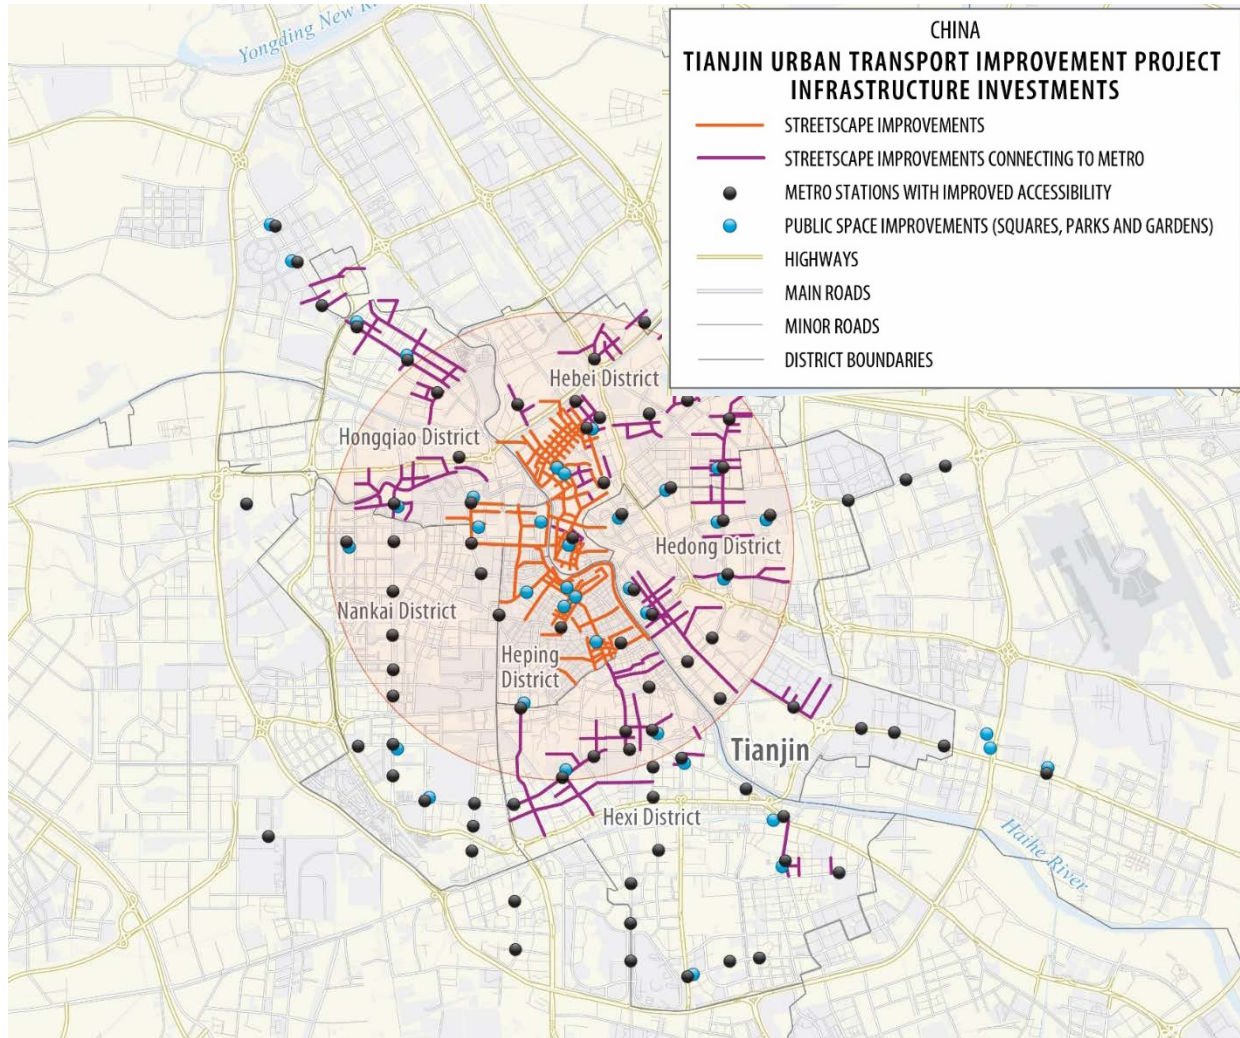 Yongding New
CHINA
TIANJIN URBAN TRANSPORT IMPROVEMENT PROJECT
INFRASTRUCTURE INVESTMENTS
STREETSCAPE IMPROVEMENTS
STREETSCAPE IMPROVEMENTS CONNECTING TO METRO
METRO STATIONS WITH IMPROVED ACCESSIBILITY
PUBLIC SPACE IMPROVEMENTS (SQUARES, PARKS AND GARDENS)
HIGHWAYS
MAIN ROADS
MINOR ROADS
DISTRICT BOUNDARIES
Hebei District
Hongqiao District
Hedong District
Nankai District
Heping
District
Tianjin
Hexi District
Haihe River